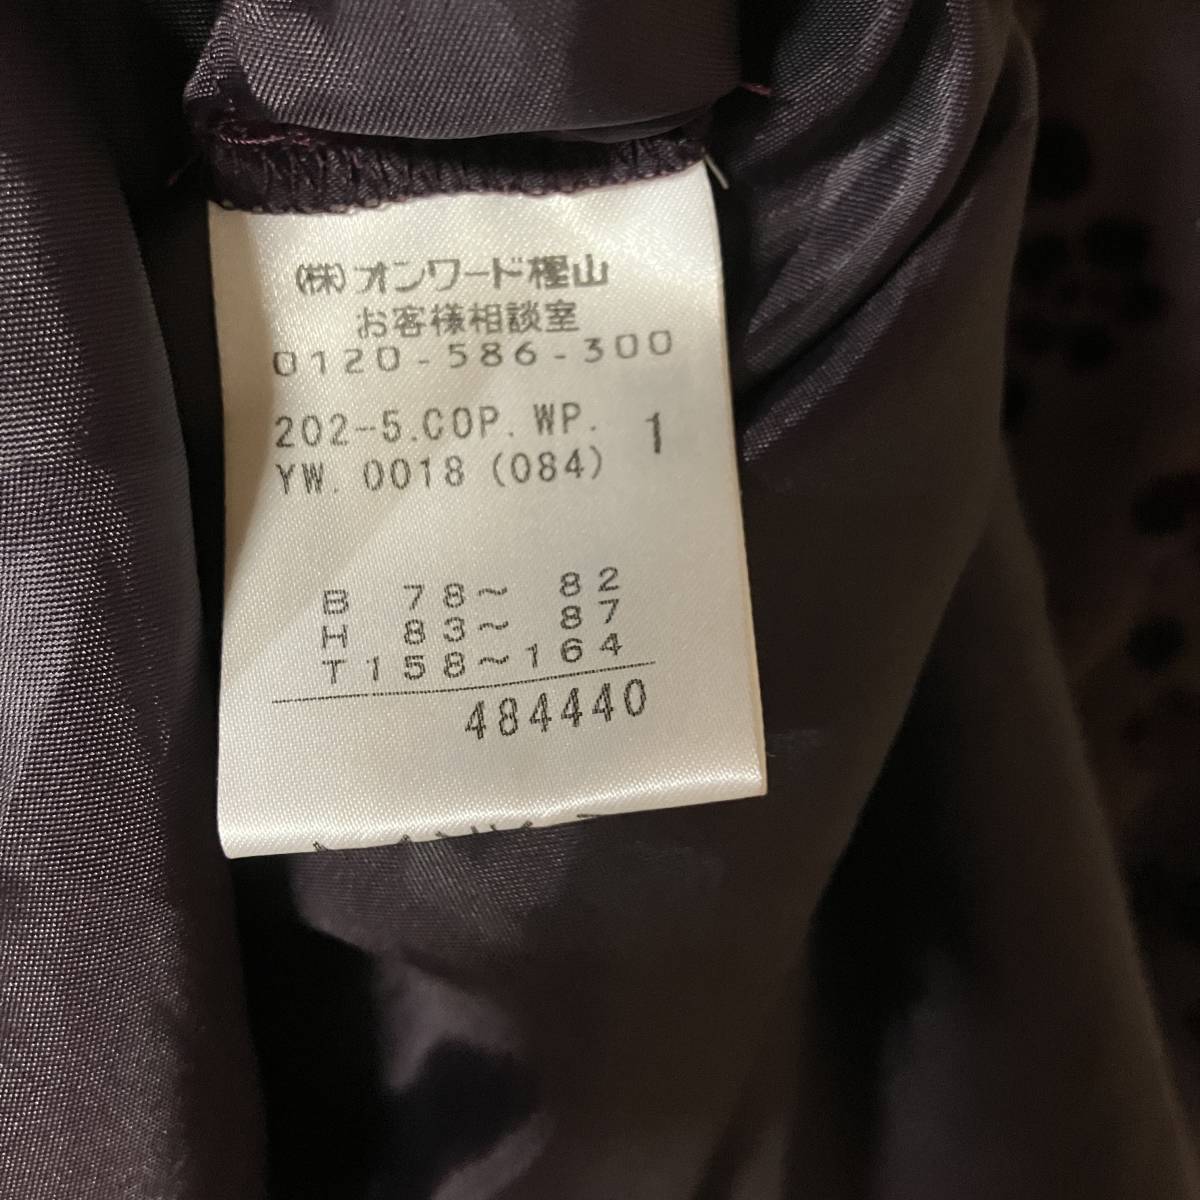 (株)オンワード樫山
お客様相談室
0120-586-300
202-5.COP.WP. 1
YW.0018(084)
B 78〜 82
H 83〜 87
T158〜164
484440